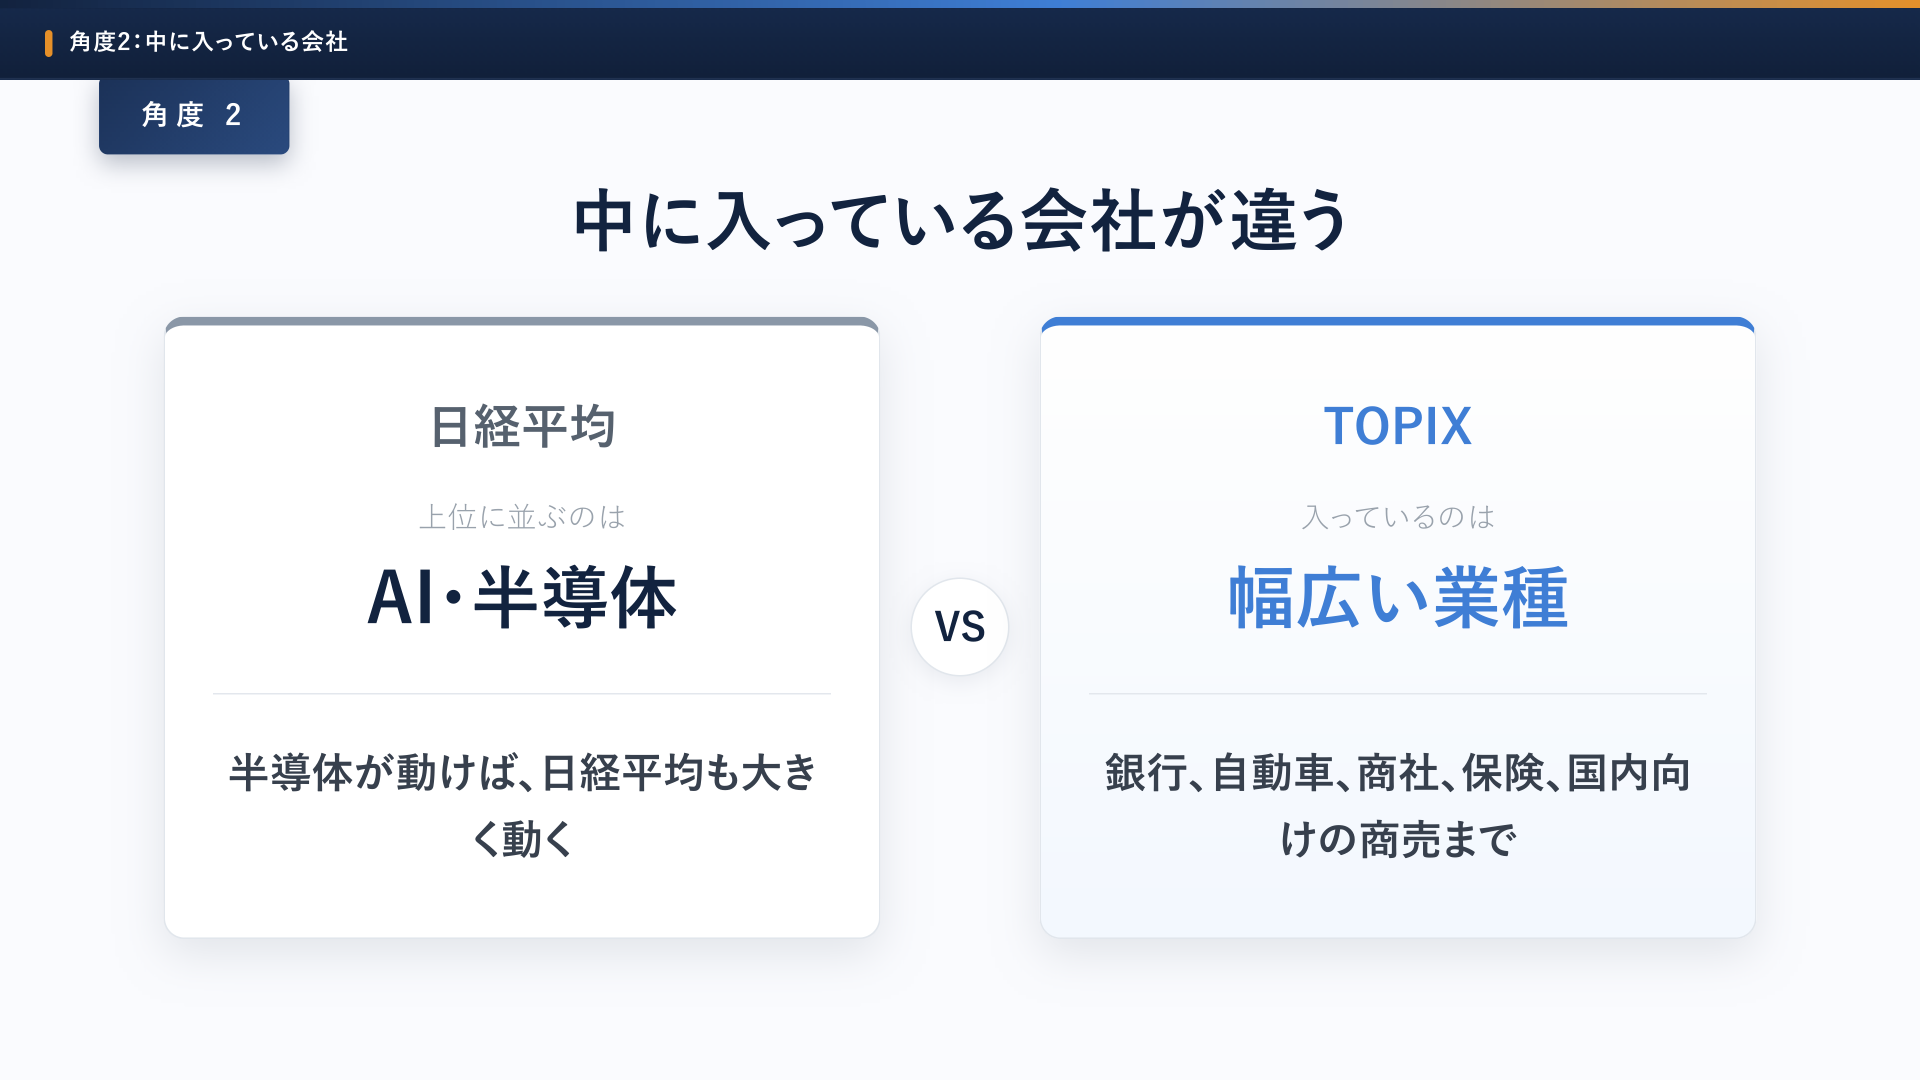 角度2：中に入っている会社
角度 2
中に入っている会社が違う
日経平均
上位に並ぶのは
AI・半導体
半導体が動けば、日経平均も大き
く動く
VS
TOPIX
入っているのは
幅広い業種
銀行、自動車、商社、保険、国内向
けの商売まで